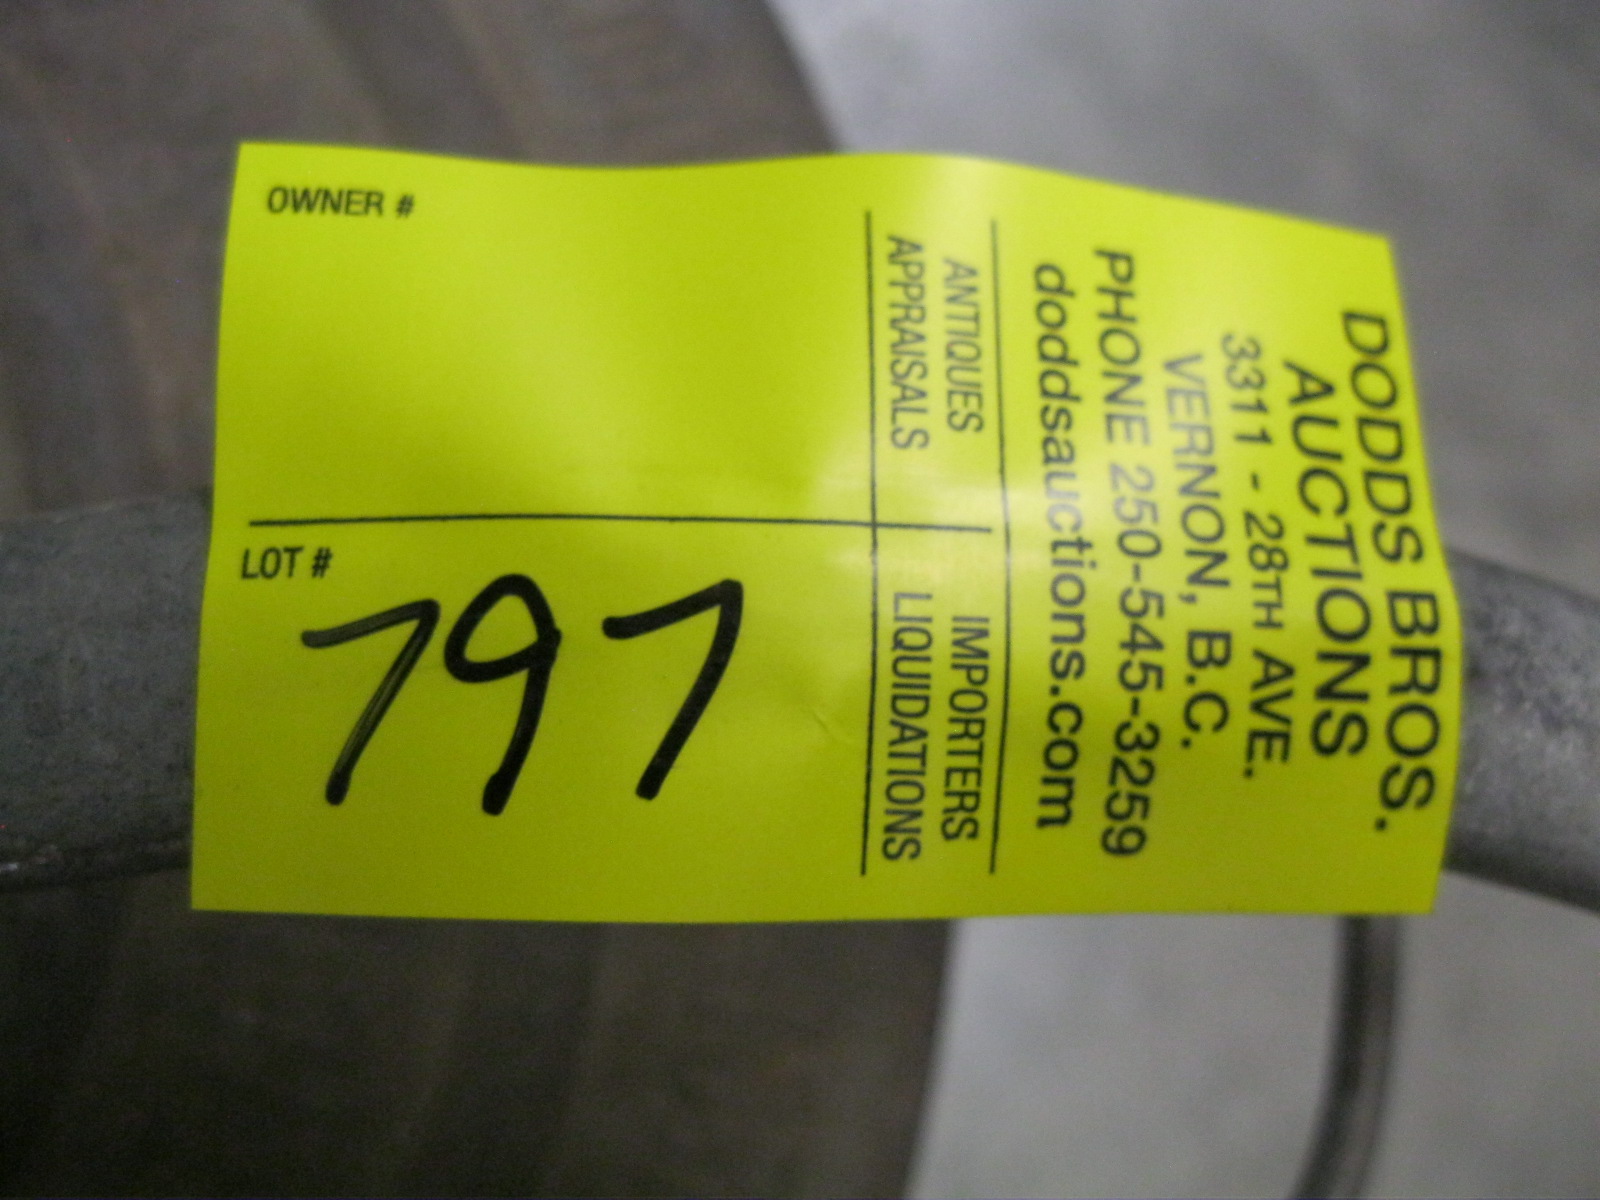 DODDS BROS.
AUCTIONS
3311 - 28TH AVE.
VERNON, B.C.
PHONE 250-545-3259
doddsauctions.com
ANTIQUES IMPORTERS
APPRAISALS LIQUIDATIONS
OWNER #
LOT #
797